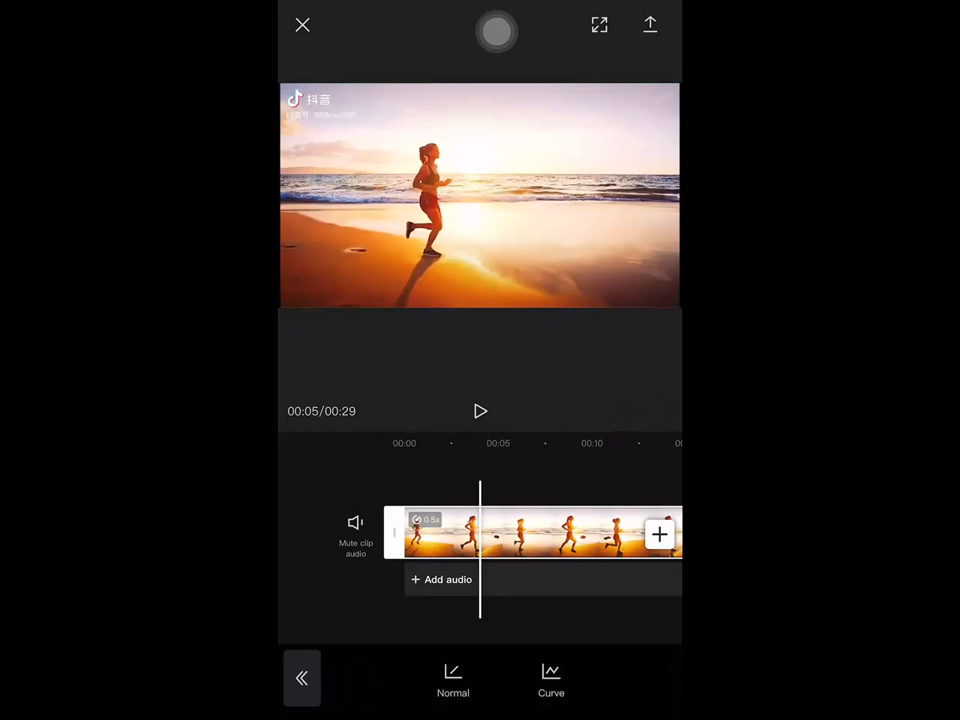 抖音
00:05/00:29
00:00
00:05
00:10
0.5x
Mute clip
audio
+ Add audio
Normal
Curve